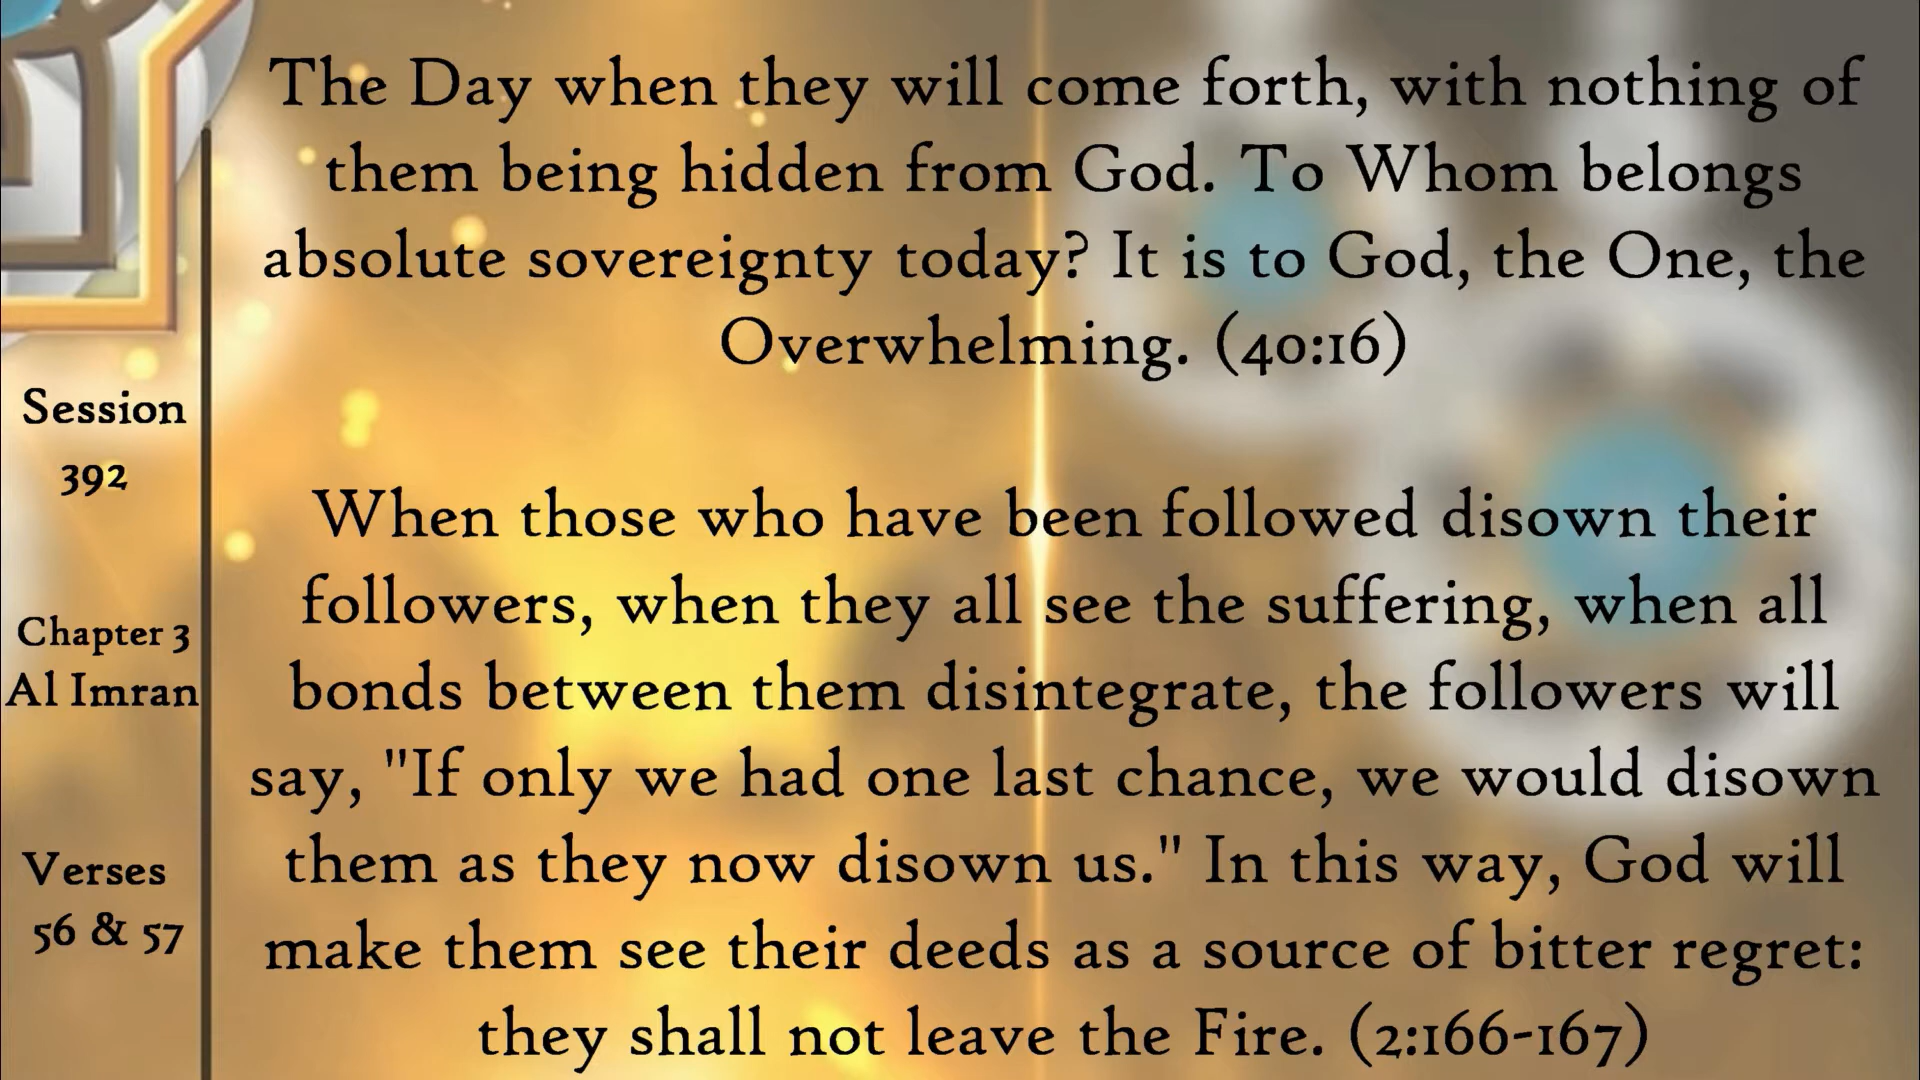 The Day when they will come forth, with nothing of
them being hidden from God. To Whom belongs
absolute sovereignty today? It is to God, the One, the
Overwhelming. (40:16)
When those who have been followed disown their
followers, when they all see the suffering, when all
bonds between them disintegrate, the followers will
say, "If only we had one last chance, we would disown
them as they now disown us." In this way, God will
make them see their deeds as a source of bitter regret:
they shall not leave the Fire. (2:166-167)
Session
392
Chapter 3
Al Imran
Verses
56 & 57